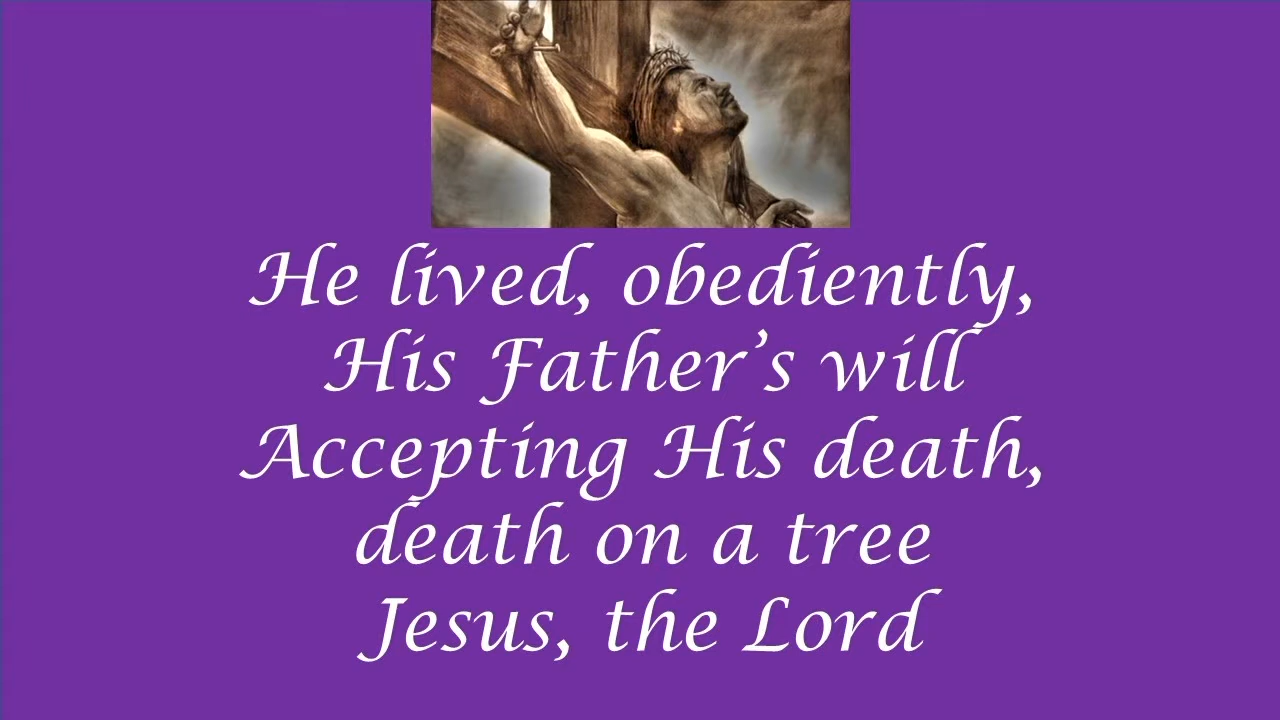 He lived, obediently,
His Father’s will
Accepting His death,
death on a tree
Jesus, the Lord